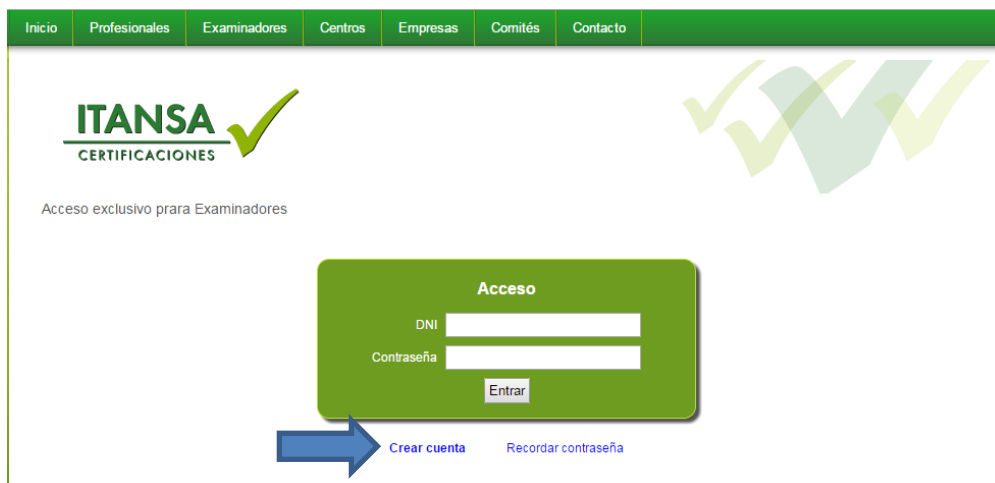 Inicio Profesionales Examinadores Centros Empresas Comités Contacto
ITANSA
CERTIFICACIONES
Acceso exclusivo prara Examinadores
Acceso
DNI
Contraseña
Entrar
Crear cuenta Recordar contraseña